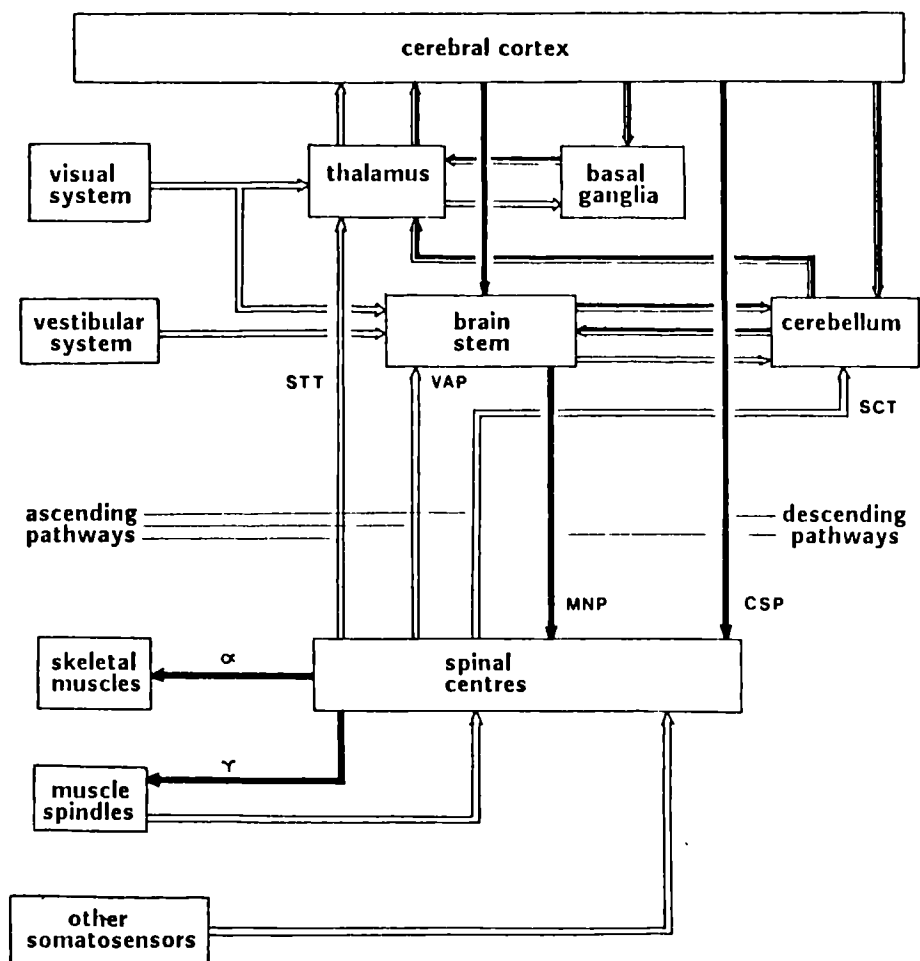 cerebral cortex
visual
system
thalamus
basal
ganglia
vestibular
system
brain
stem
cerebellum
STT
VAP
SCT
ascending
pathways
descending
pathways
MNP
CSP
skeletal
muscles
α
spinal
centres
γ
muscle
spindles
other
somatosensors